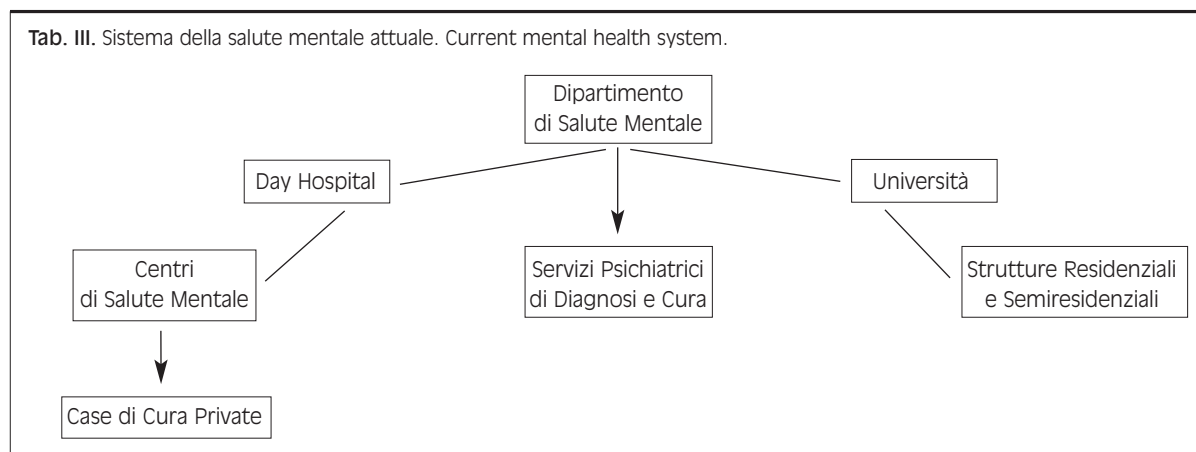 Tab. III. Sistema della salute mentale attuale. Current mental health system.
Dipartimento
di Salute Mentale
Day Hospital
Università
Centri
di Salute Mentale
Servizi Psichiatrici
di Diagnosi e Cura
Strutture Residenziali
e Semiresidenziali
Case di Cura Private